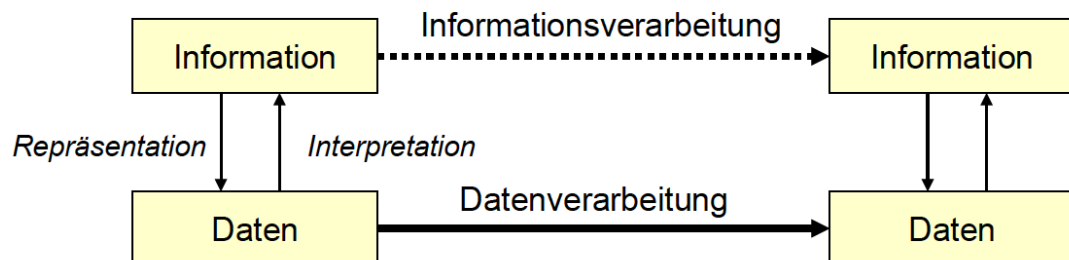 Informationsverarbeitung
Information
Information
Repräsentation
Interpretation
Datenverarbeitung
Daten
Daten